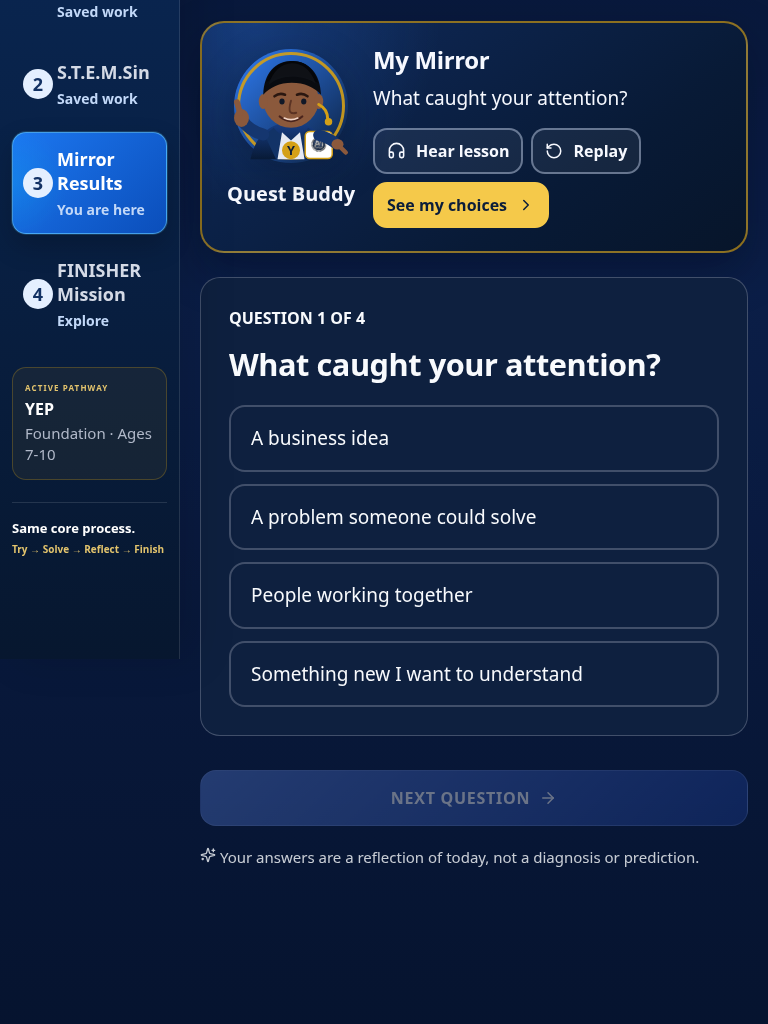 Saved work
2
S.T.E.M.Sin
Saved work
3
Mirror
Results
You are here
4
FINISHER
Mission
Explore
ACTIVE PATHWAY
YEP
Foundation · Ages
7-10
Same core process.
Try → Solve → Reflect → Finish
Y
Quest Buddy
My Mirror
What caught your attention?
Hear lesson
Replay
See my choices
QUESTION 1 OF 4
What caught your attention?
A business idea
A problem someone could solve
People working together
Something new I want to understand
NEXT QUESTION →
Your answers are a reflection of today, not a diagnosis or prediction.